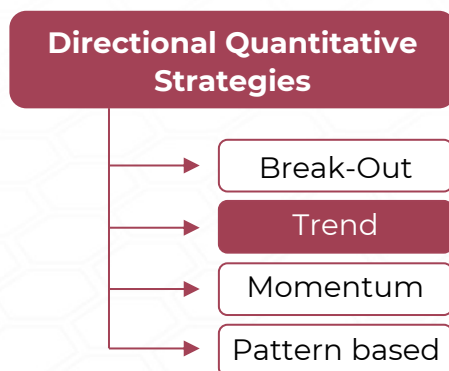 Directional Quantitative
Strategies
Break-Out
Trend
Momentum
Pattern based